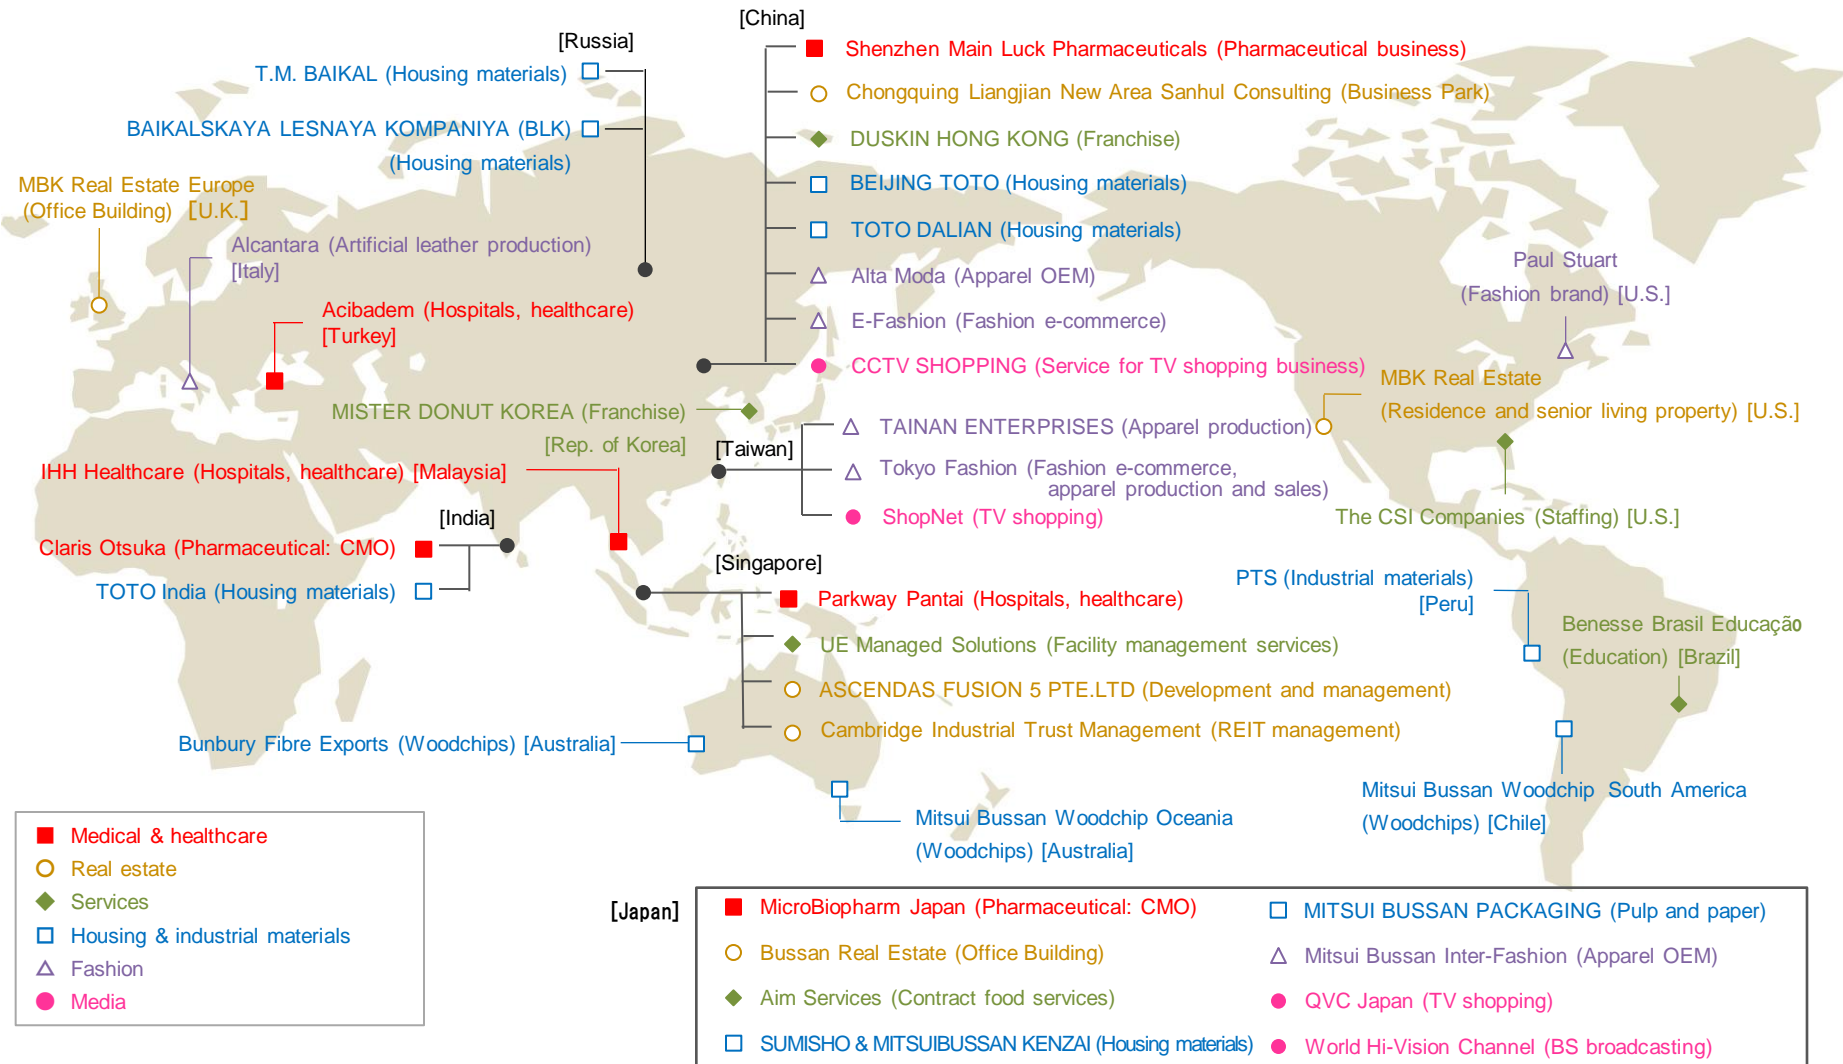 [China]
[Russia]
Shenzhen Main Luck Pharmaceuticals (Pharmaceutical business)
T.M. BAIKAL (Housing materials)
Chongquing Liangjian New Area Sanhul Consulting (Business Park)
BAIKALSKAYA LESNAYA KOMPANIYA (BLK)
(Housing materials)
DUSKIN HONG KONG (Franchise)
BEIJING TOTO (Housing materials)
TOTO DALIAN (Housing materials)
Alta Moda (Apparel OEM)
E-Fashion (Fashion e-commerce)
CCTV SHOPPING (Service for TV shopping business)
MBK Real Estate Europe
(Office Building) [U.K.]
Alcantara (Artificial leather production)
[Italy]
Acibadem (Hospitals, healthcare)
[Turkey]
Paul Stuart
(Fashion brand) [U.S.]
MBK Real Estate
(Residence and senior living property) [U.S.]
MISTER DONUT KOREA (Franchise)
[Rep. of Korea]
[Taiwan]
TAINAN ENTERPRISES (Apparel production)
Tokyo Fashion (Fashion e-commerce,
apparel production and sales)
ShopNet (TV shopping)
IHH Healthcare (Hospitals, healthcare) [Malaysia]
The CSI Companies (Staffing) [U.S.]
[India]
Claris Otsuka (Pharmaceutical: CMO)
TOTO India (Housing materials)
[Singapore]
Parkway Pantai (Hospitals, healthcare)
UE Managed Solutions (Facility management services)
ASCENDAS FUSION 5 PTE.LTD (Development and management)
Cambridge Industrial Trust Management (REIT management)
PTS (Industrial materials)
[Peru]
Benesse Brasil Educação
(Education) [Brazil]
Bunbury Fibre Exports (Woodchips) [Australia]
Mitsui Bussan Woodchip Oceania
(Woodchips) [Australia]
Mitsui Bussan Woodchip South America
(Woodchips) [Chile]
Medical & healthcare
Real estate
Services
Housing & industrial materials
Fashion
Media
[Japan]
MicroBiopharm Japan (Pharmaceutical: CMO)
Bussan Real Estate (Office Building)
Aim Services (Contract food services)
SUMISHO & MITSUIBUSSAN KENZAI (Housing materials)
MITSUI BUSSAN PACKAGING (Pulp and paper)
Mitsui Bussan Inter-Fashion (Apparel OEM)
QVC Japan (TV shopping)
World Hi-Vision Channel (BS broadcasting)